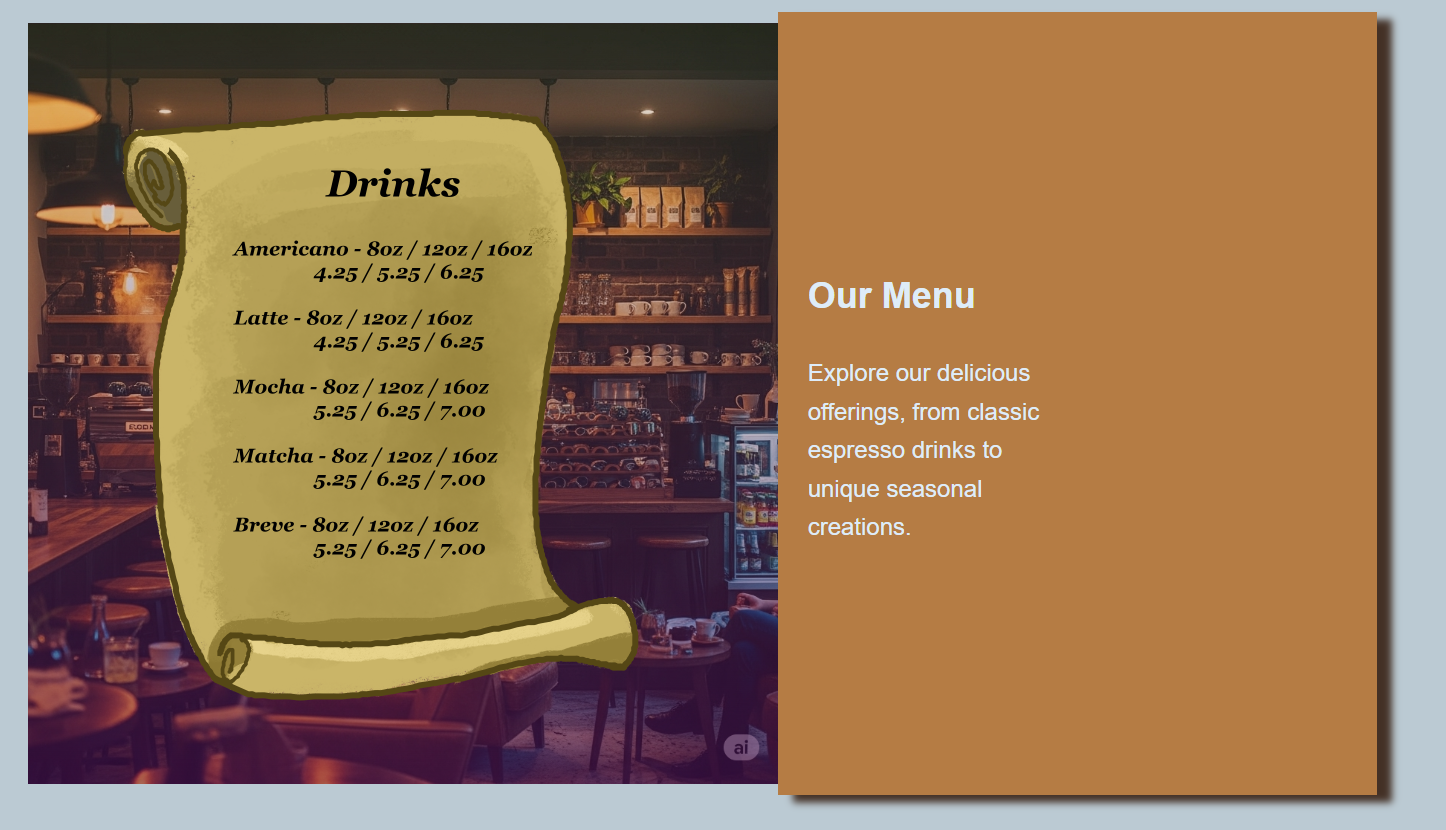 Drinks
Americano - 8oz / 12oz / 16oz
4.25 / 5.25 / 6.25
Latte - 8oz / 12oz / 16oz
4.25 / 5.25 / 6.25
Mocha - 8oz / 12oz / 16oz
5.25 / 6.25 / 7.00
Matcha - 8oz / 12oz / 16oz
5.25 / 6.25 / 7.00
Breve - 8oz / 12oz / 16oz
5.25 / 6.25 / 7.00
ai
Our Menu
Explore our delicious
offerings, from classic
espresso drinks to
unique seasonal
creations.